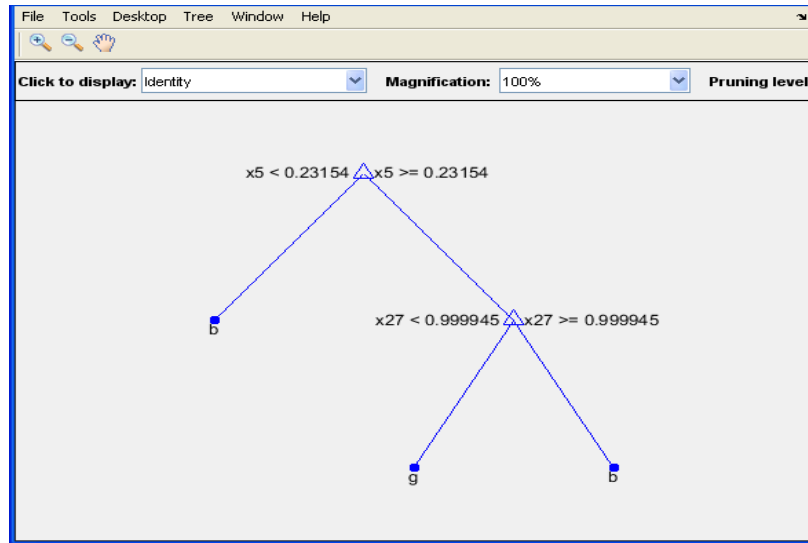 File Tools Desktop Tree Window Help
Click to display: Identity Magnification: 100% Pruning level
x5 < 0.23154 x5 >= 0.23154
b x27 < 0.999945 x27 >= 0.999945
g b